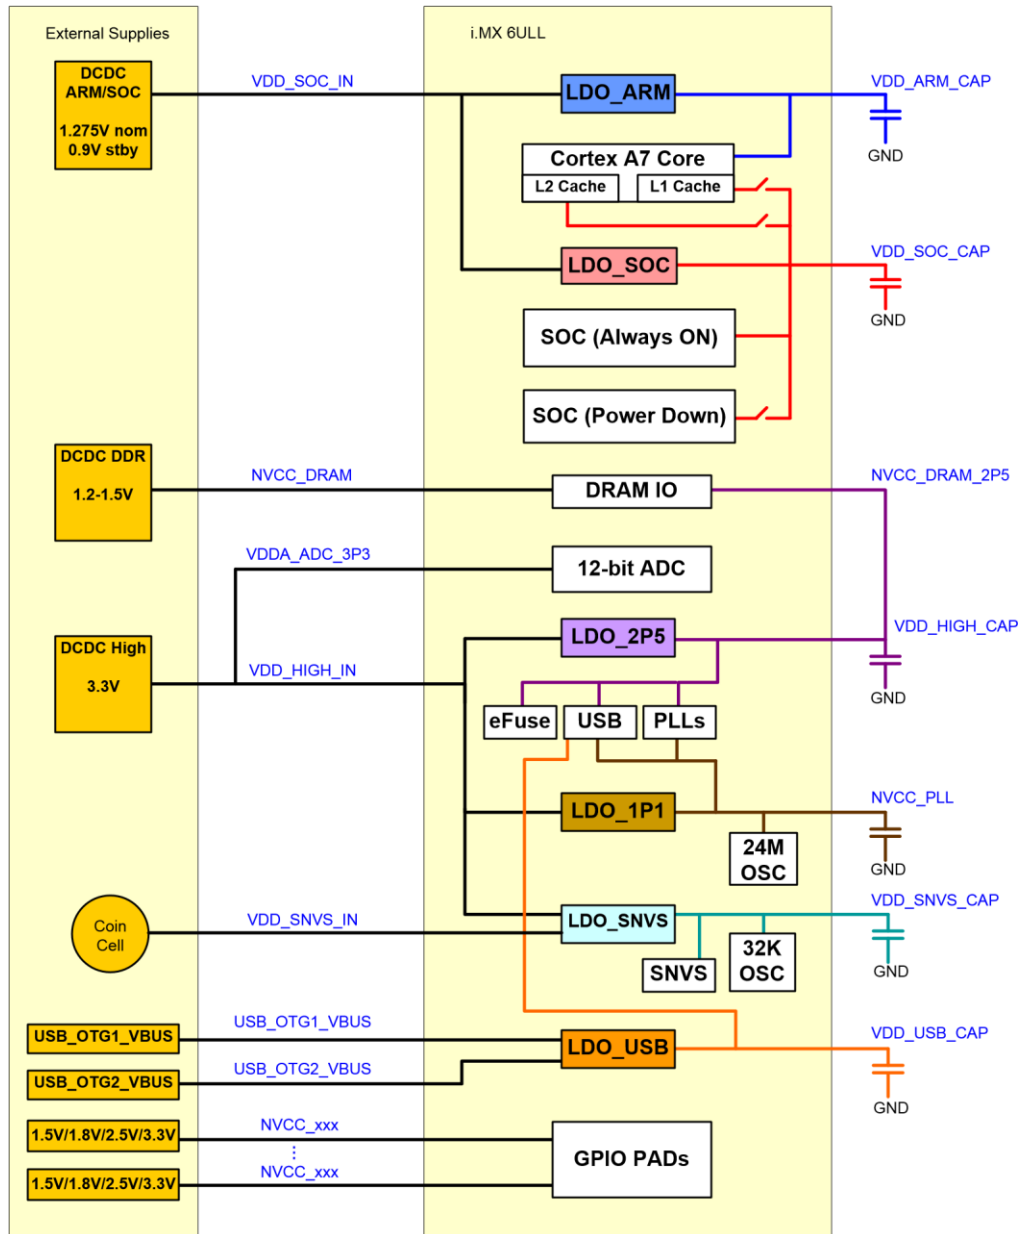 External Supplies
i.MX 6ULL
DCDC
ARM/SOC
1.275V nom
0.9V stby
VDD_SOC_IN
LDO_ARM
VDD_ARM_CAP
GND
Cortex A7 Core
L2 Cache
L1 Cache
LDO_SOC
VDD_SOC_CAP
GND
SOC (Always ON)
SOC (Power Down)
DCDC DDR
1.2-1.5V
NVCC_DRAM
DRAM IO
NVCC_DRAM_2P5
VDDA_ADC_3P3
12-bit ADC
DCDC High
3.3V
VDD_HIGH_IN
LDO_2P5
VDD_HIGH_CAP
GND
eFuse
USB
PLLs
LDO_1P1
NVCC_PLL
GND
24M
OSC
Coin
Cell
VDD_SNVS_IN
LDO_SNVS
VDD_SNVS_CAP
GND
SNVS
32K
OSC
USB_OTG1_VBUS
USB_OTG1_VBUS
LDO_USB
VDD_USB_CAP
GND
USB_OTG2_VBUS
USB_OTG2_VBUS
1.5V/1.8V/2.5V/3.3V
NVCC_xxx
GPIO PADs
1.5V/1.8V/2.5V/3.3V
NVCC_xxx